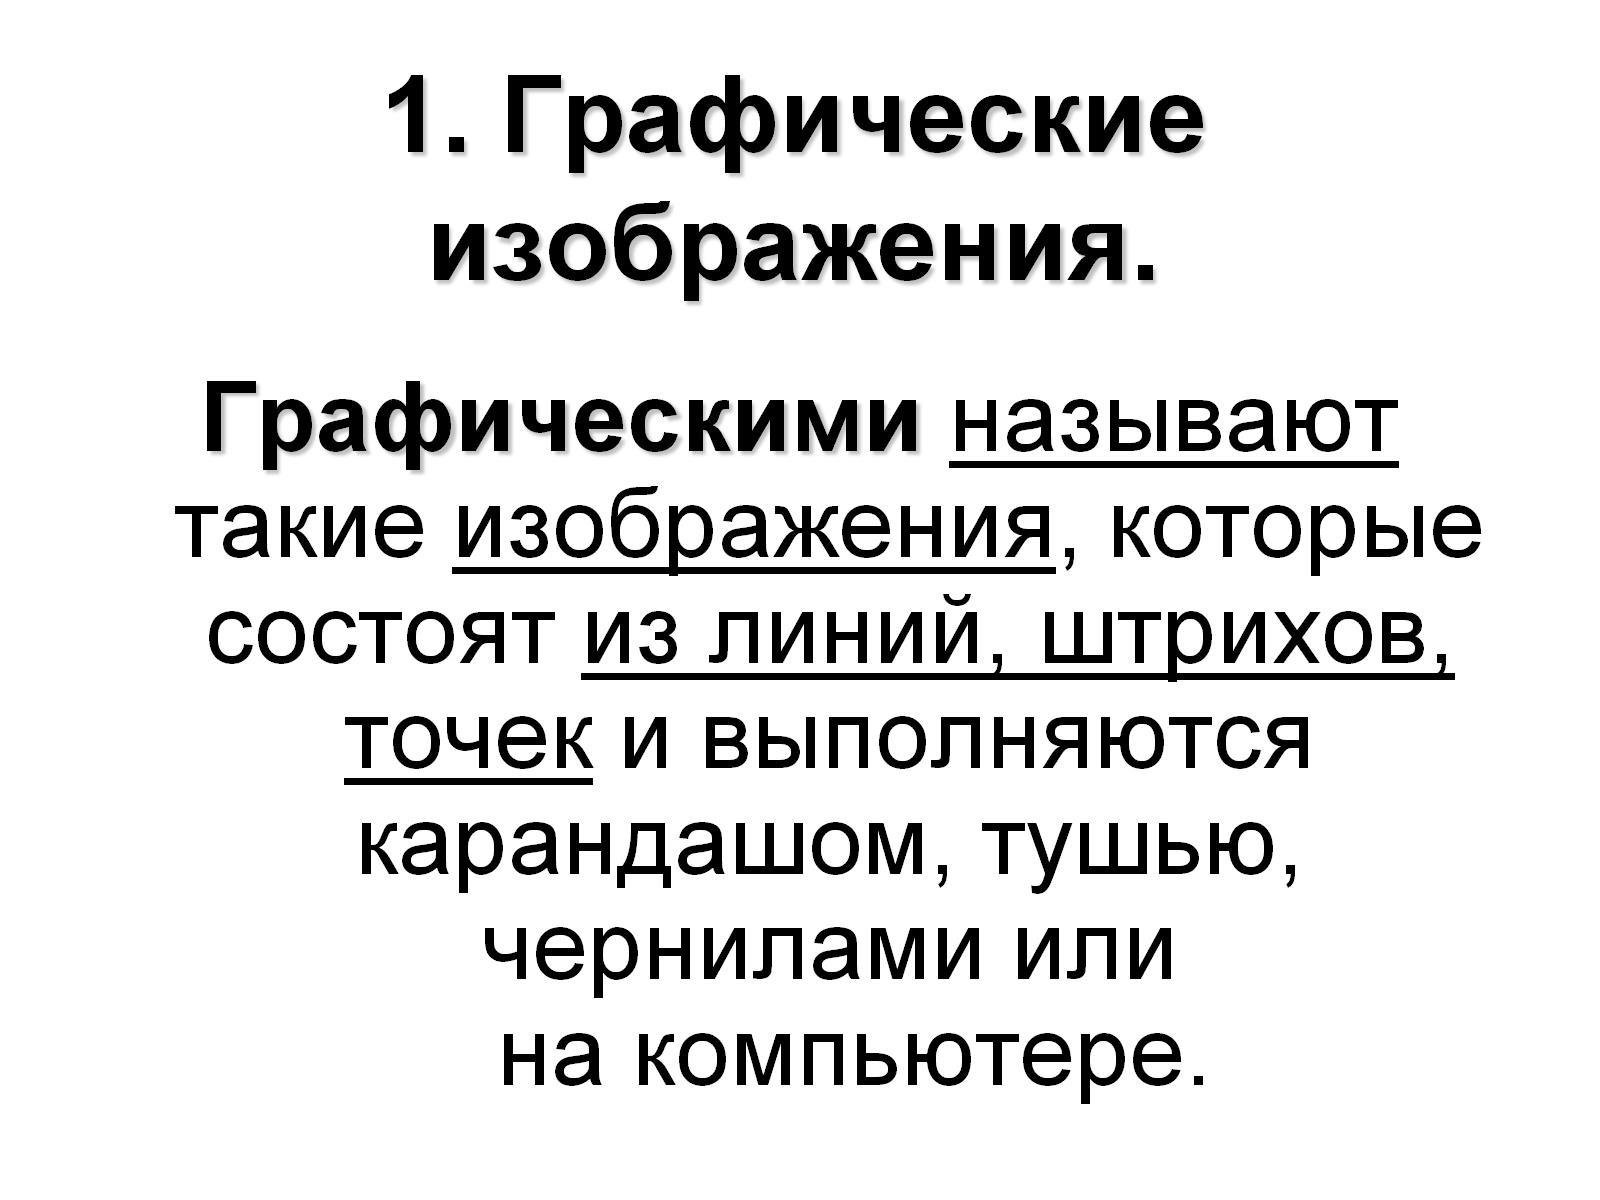 1. Графические
изображения.
Графическими называют
такие изображения, которые
состоят из линий, штрихов,
точек и выполняются
карандашом, тушью,
чернилами или
на компьютере.